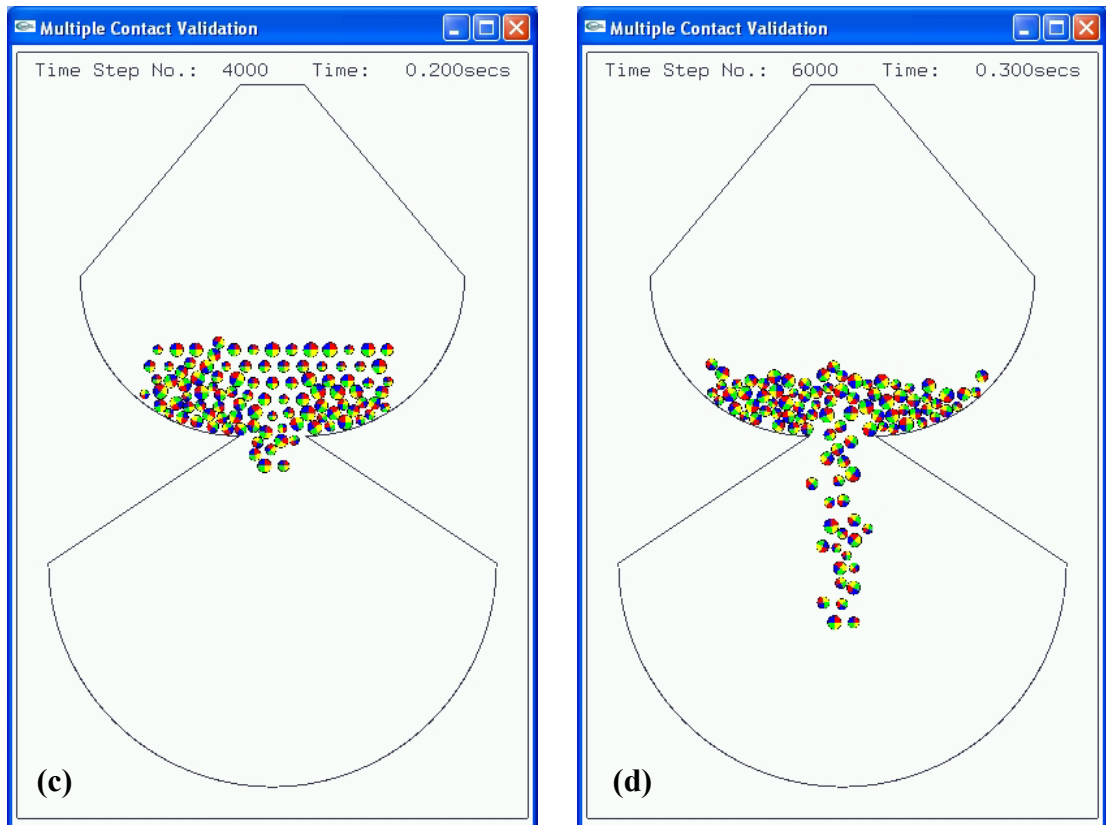 Multiple Contact Validation
Time Step No.: 4000 Time: 0.200secs
(c)
Multiple Contact Validation
Time Step No.: 6000 Time: 0.300secs
(d)